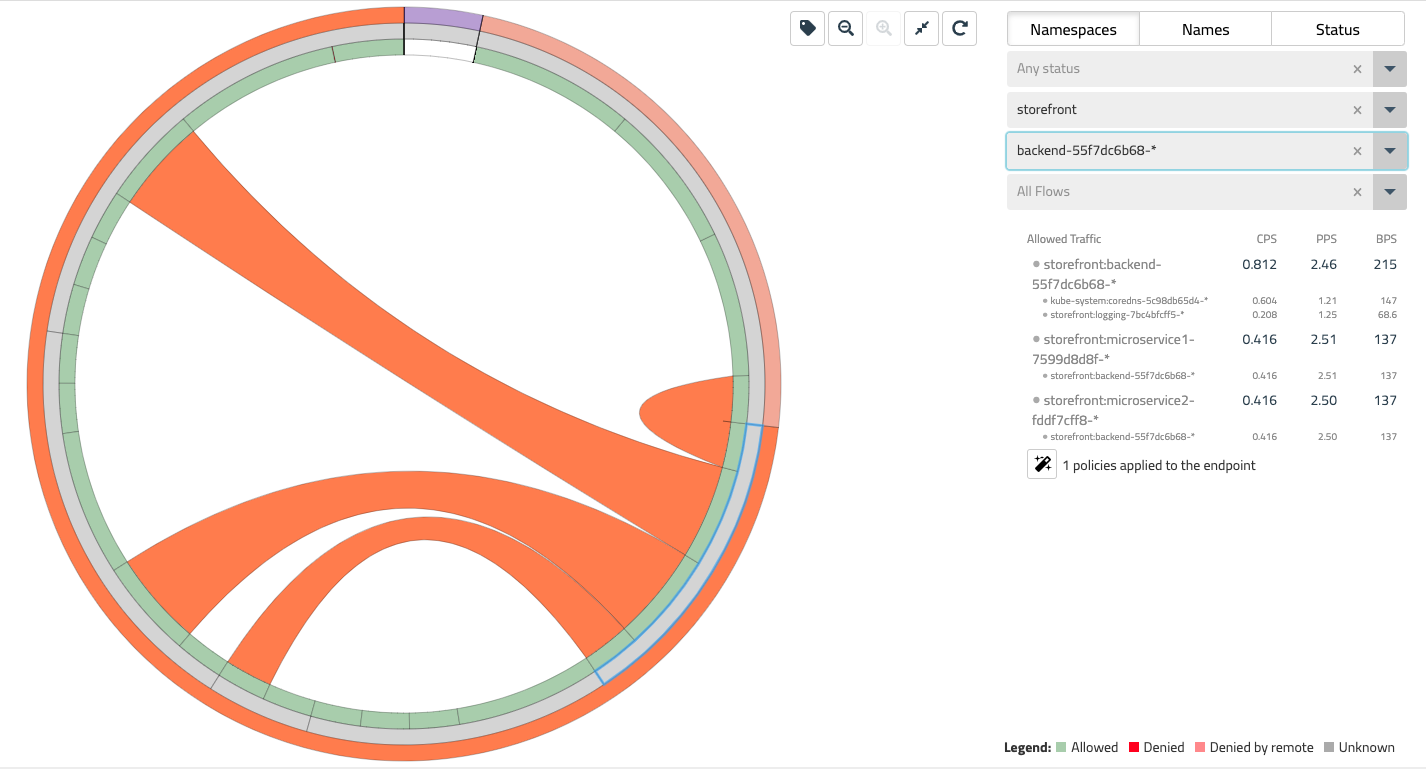 Namespaces Names Status
Any status
storefront
backend-55f7dc6b68-*
All Flows
Allowed Traffic CPS PPS BPS
storefront:backend- 0.812 2.46 215
55f7dc6b68-*
kube-system:coredns-5c98db65d4-* 0.604 1.21 147
storefront:logging-7bc4bfcff5-* 0.208 1.25 68.6
storefront:microservice1- 0.416 2.51 137
7599d8d8f-*
storefront:backend-55f7dc6b68-* 0.416 2.51 137
storefront:microservice2- 0.416 2.50 137
fddf7cff8-*
storefront:backend-55f7dc6b68-* 0.416 2.50 137
1 policies applied to the endpoint
Legend: Allowed Denied Denied by remote Unknown